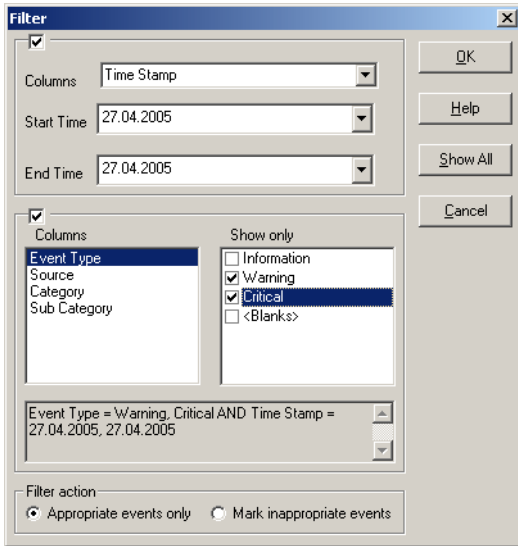 Filter
Columns Time Stamp
Start Time 27.04.2005
End Time 27.04.2005
OK
Help
Show All
Cancel
Columns
Event Type
Source
Category
Sub Category
Show only
Information
Warning
Critical
<Blanks>
Event Type = Warning, Critical AND Time Stamp =
27.04.2005, 27.04.2005
Filter action
Appropriate events only Mark inappropriate events